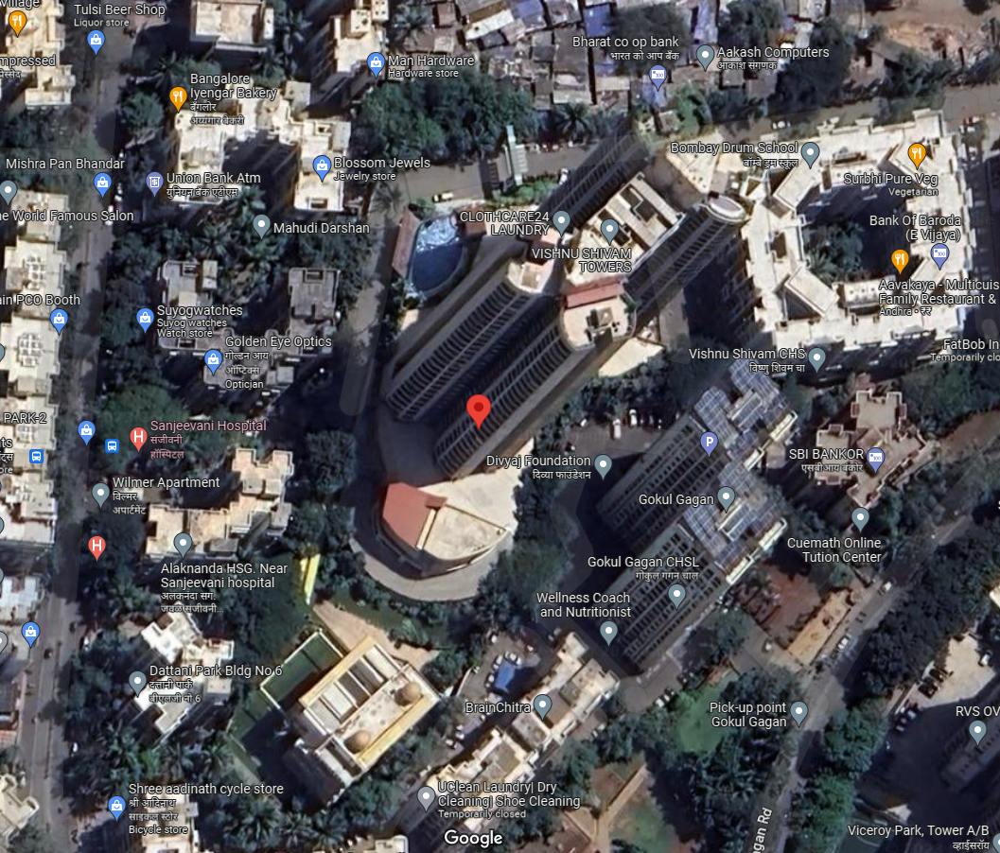 Village
Tulsi Beer Shop
Liquor store
Bharat co op bank
भारत को आप बँक
Aakash Computers
आकाश संगणक
Man Hardware
Hardware store
Bangalore
Iyengar Bakery
बॅंगलोर
अय्यंगार बेकरी
Bombay Drum School
बॉम्बे ड्रम स्कूल
Mishra Pan Bhandar
Union Bank Atm
युनियन बँक एटीएम
Blossom Jewels
Jewelry store
Surbhi Pure Veg
Vegetarian
World Famous Salon
Mahudi Darshan
CLOTHCARE24
LAUNDRY
Bank Of Baroda
(E Vijaya)
VISHNU SHIVAM
TOWERS
Aavakaya - Multicuis
Family Restaurant &
Andhra • ₹₹
PCO Booth
Suyogwatches
Suyog watches
Watch store
Golden Eye Optics
गोल्डन आय
ऑप्टिक्स
Optician
Vishnu Shivam CHS
विष्णु शिवम चा
FatBob In
Temporarily clo
PARK-2
Sanjeevani Hospital
संजीवनी
हॉस्पिटल
Divyaj Foundation
दिव्या फाउंडेशन
SBI BANKOR
एसबीआय बंकोर
Wilmer Apartment
विल्मर
अपार्टमेंट
Gokul Gagan
Cuemath Online
Tution Center
Alaknanda HSG. Near
Sanjeevani hospital
अलकनंदा सग.
जवळ संजीवनी...
Gokul Gagan CHSL
गोकुळ गगन चाल
Wellness Coach
and Nutritionist
Dattani Park Bldg No 6
दत्तानी पार्क
बीएलजी नो 6
BrainChitra
Pick-up point
Gokul Gagan
RVS OV
Shree aadinath cycle store
श्री आदिनाथ
साइकल स्टोर
Bicycle store
UClean Laundry| Dry
Cleaning| Shoe Cleaning
Temporarily closed
gan Rd
Google
Viceroy Park, Tower A/B
व्हाईसरॉय